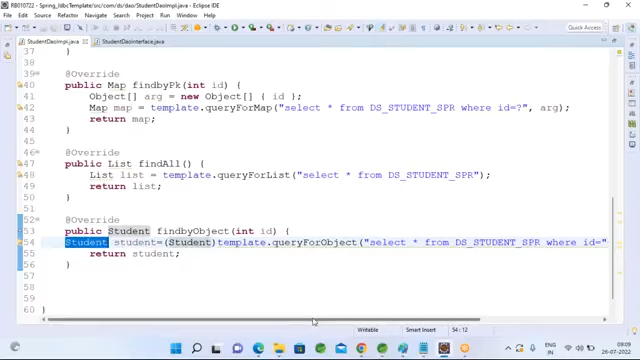 RB010722 - Spring_JdbcTemplate/src/com/ds/dao/StudentDaoImpl.java - Eclipse IDE
File Edit Source Refactor Navigate Search Project Run Window Help
Quick Access
StudentDaoImpl.java StudentDaoInterface.java
37 }
38
39 @Override
40 public Map findbyPk(int id) {
41 Object[] arg = new Object[] { id };
42 Map map = template.queryForMap("select * from DS_STUDENT_SPR where id=?", arg);
43 return map;
44 }
45
46 @Override
47 public List findAll() {
48 List list = template.queryForList("select * from DS_STUDENT_SPR");
49 return list;
50 }
51
52 @Override
53 public Student findbyObject(int id) {
54 Student student=(Student)template.queryForObject("select * from DS_STUDENT_SPR where id="
55 return student;
56 }
57
58
59
60 }
Writable Smart Insert 54 : 12
ENG 09:09
IN 26-07-2022